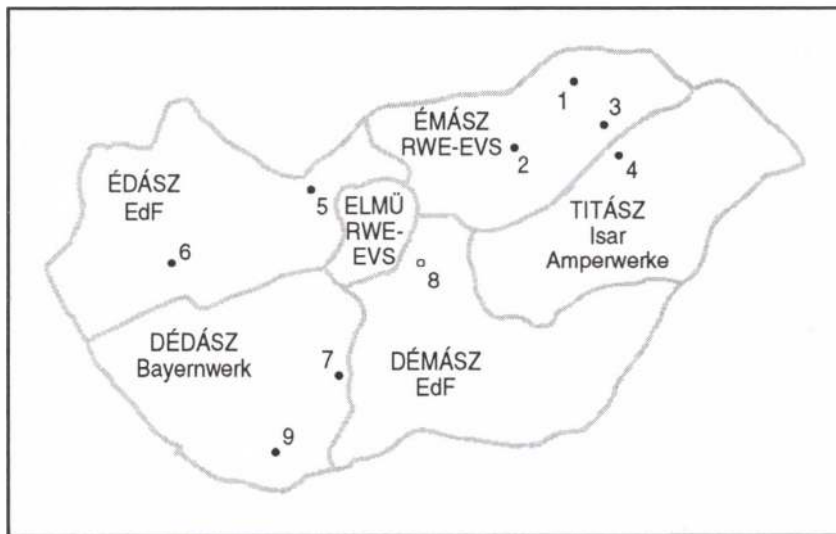 1
3
ÉMÁSZ
RWE-EVS
2
4
ÉDÁSZ
EdF
5
ELMÜ
RWE-
EVS
TITÁSZ
Isar
Amperwerke
6
8
DÉDÁSZ
Bayernwerk
7
DÉMÁSZ
EdF
9